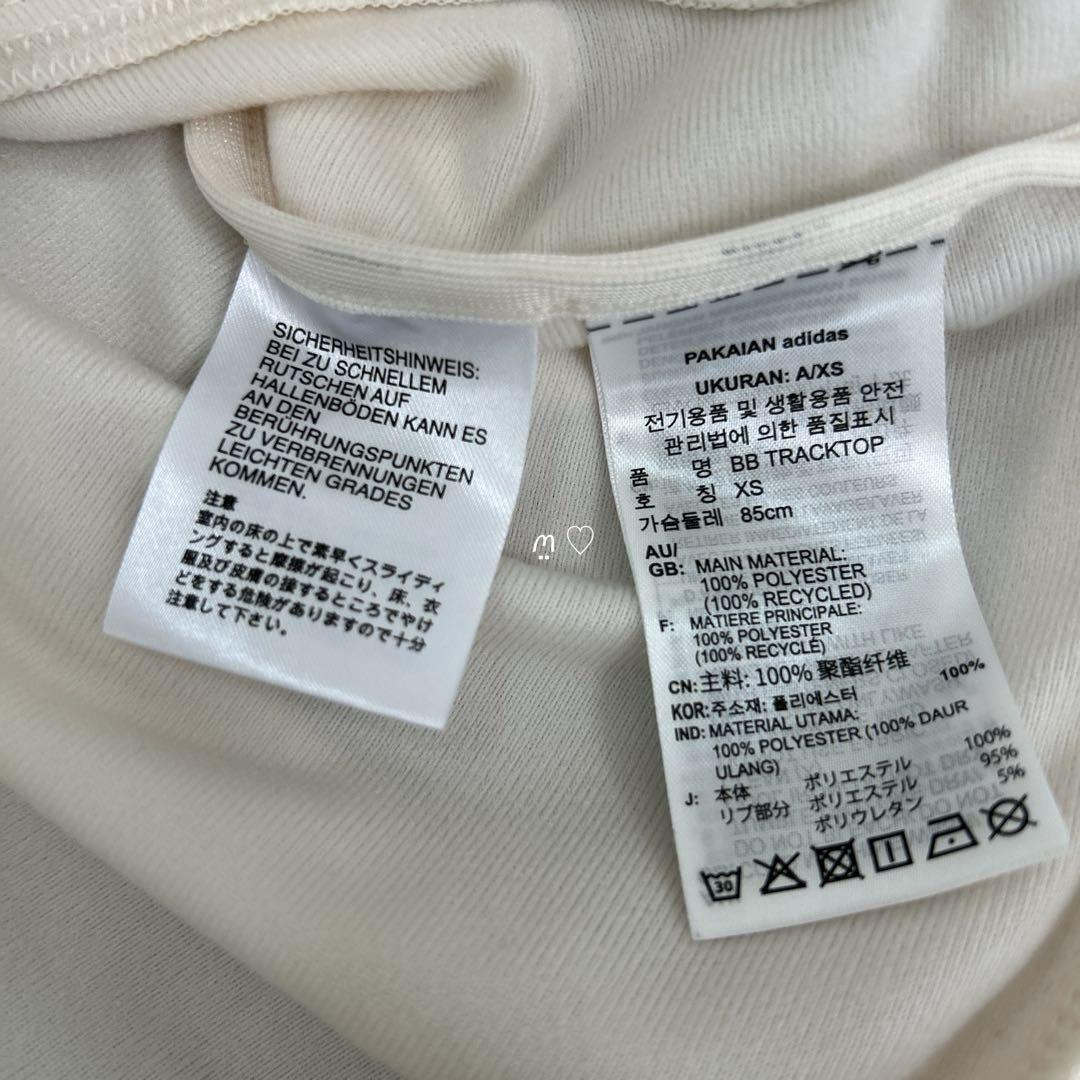 SICHERHEITSHINWEIS:
BEI ZU SCHNELLEM
RUTSCHEN AUF
HALLENBÖDEN KANN ES
AN DEN
BERÜHRUNGSPUNKTEN
ZU VERBRENNUNGEN
LEICHTEN GRADES
KOMMEN.
注意
室内の床の上で素早くスライディ
ングすると摩擦が起こり、床、衣
服及び皮膚の接するところでやけ
どをする危険がありますので十分
注意して下さい。
PAKAIAN adidas
UKURAN: A/XS
전기용품 및 생활용품 안전
관리법에 의한 품질표시
품 명 BB TRACKTOP
호 칭 XS
가슴둘레 85cm
AU/
GB: MAIN MATERIAL:
100% POLYESTER
(100% RECYCLED)
F: MATIERE PRINCIPALE:
100% POLYESTER
(100% RECYCLÉ)
CN: 主料: 100% 聚酯纤维
KOR: 주소재: 폴리에스터 100%
IND: MATERIAL UTAMA:
100% POLYESTER (100% DAUR
ULANG)
J: 本体 ポリエステル 100%
リブ部分 ポリエステル 95%
ポリウレタン 5%
30